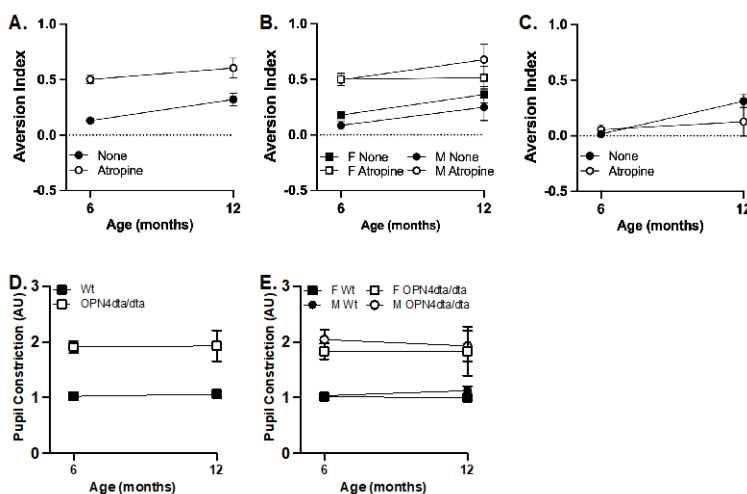 A.
1.0
0.5
0.0
-0.5
Aversion Index
None
Atropine
6
12
Age (months)
B.
1.0
0.5
0.0
-0.5
Aversion Index
F None
M None
F Atropine
M Atropine
6
12
Age (months)
C.
1.0
0.5
0.0
-0.5
Aversion Index
None
Atropine
6
12
Age (months)
D.
3
2
1
0
Pupil Constriction (AU)
Wt
OPN4dta/dta
6
12
Age (months)
E.
3
2
1
0
Pupil Constriction (AU)
F Wt
F OPN4dta/dta
M Wt
M OPN4dta/dta
6
12
Age (months)